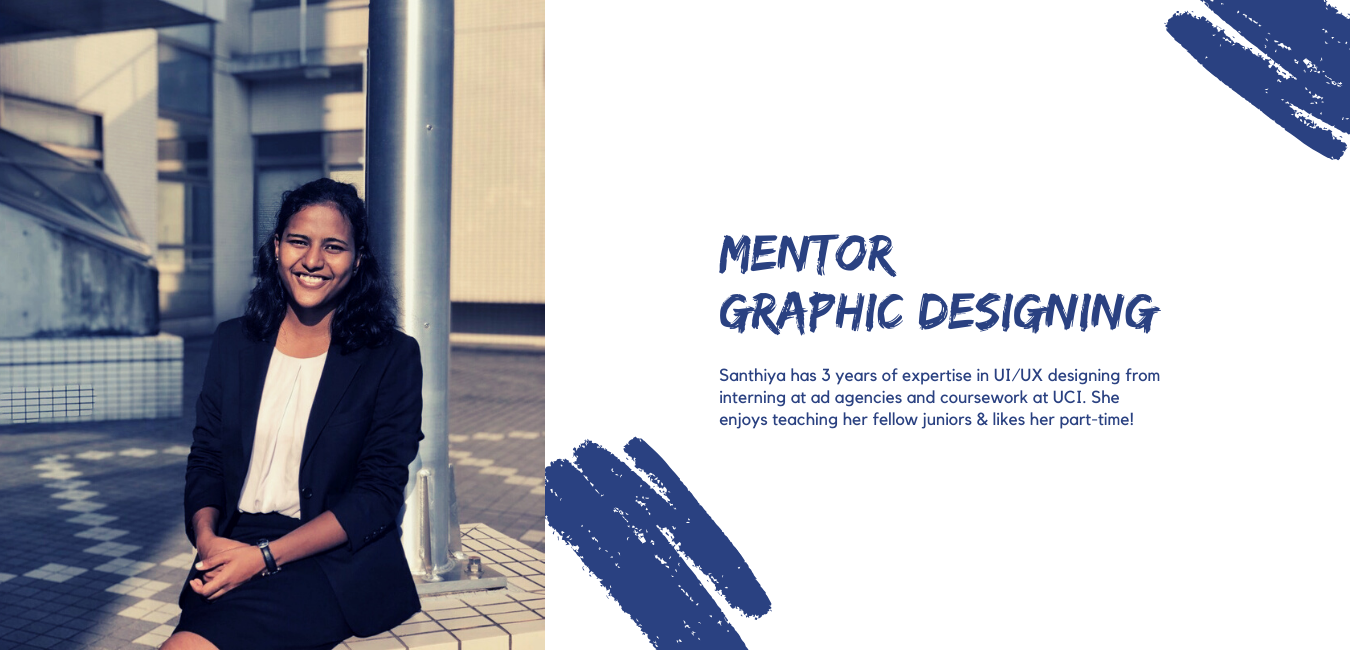 MENTOR
GRAPHIC DESIGNING
Santhiya has 3 years of expertise in UI/UX designing from
interning at ad agencies and coursework at UCI. She
enjoys teaching her fellow juniors & likes her part-time!